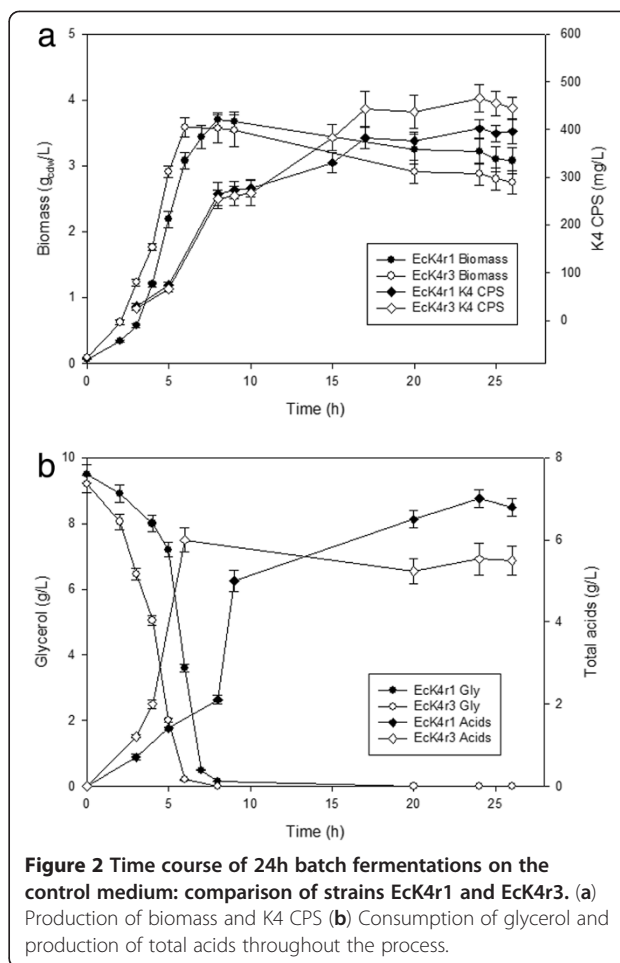 a
5
4
3
2
1
0
600
500
400
300
200
100
0
Biomass (gcdw/L)
K4 CPS (mg/L)
EcK4r1 Biomass
EcK4r3 Biomass
EcK4r1 K4 CPS
EcK4r3 K4 CPS
0 5 10 15 20 25
Time (h)
b
10
8
6
4
2
0
8
6
4
2
0
Glycerol (g/L)
Total acids (g/L)
EcK4r1 Gly
EcK4r3 Gly
EcK4r1 Acids
EcK4r3 Acids
0 5 10 15 20 25
Time (h)
Figure 2 Time course of 24h batch fermentations on the
control medium: comparison of strains EcK4r1 and EcK4r3. (a)
Production of biomass and K4 CPS (b) Consumption of glycerol and
production of total acids throughout the process.